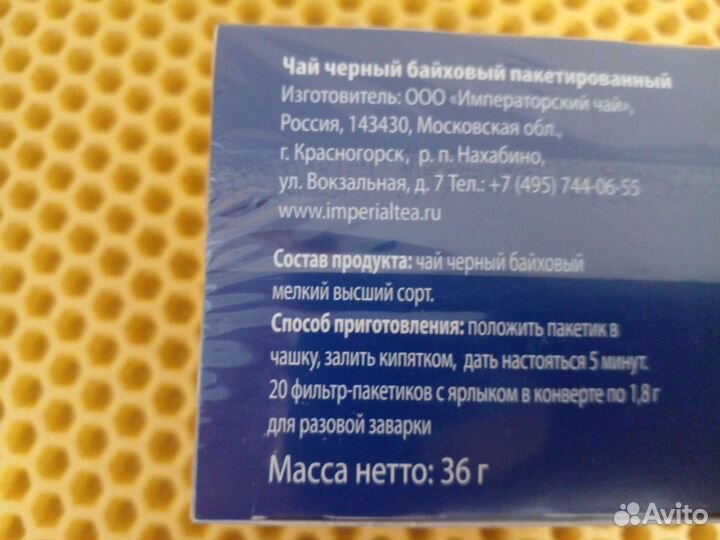 Чай черный байховый пакетированный
Изготовитель: ООО «Императорский чай»,
Россия, 143430, Московская обл.,
г. Красногорск, р. п. Нахабино,
ул. Вокзальная, д. 7 Тел.: +7 (495) 744-06-55
www.imperialtea.ru
Состав продукта: чай черный байховый
мелкий высший сорт.
Способ приготовления: положить пакетик в
чашку, залить кипятком, дать настояться 5 минут.
20 фильтр-пакетиков с ярлыком в конверте по 1,8 г
для разовой заварки
Масса нетто: 36 г
Avito